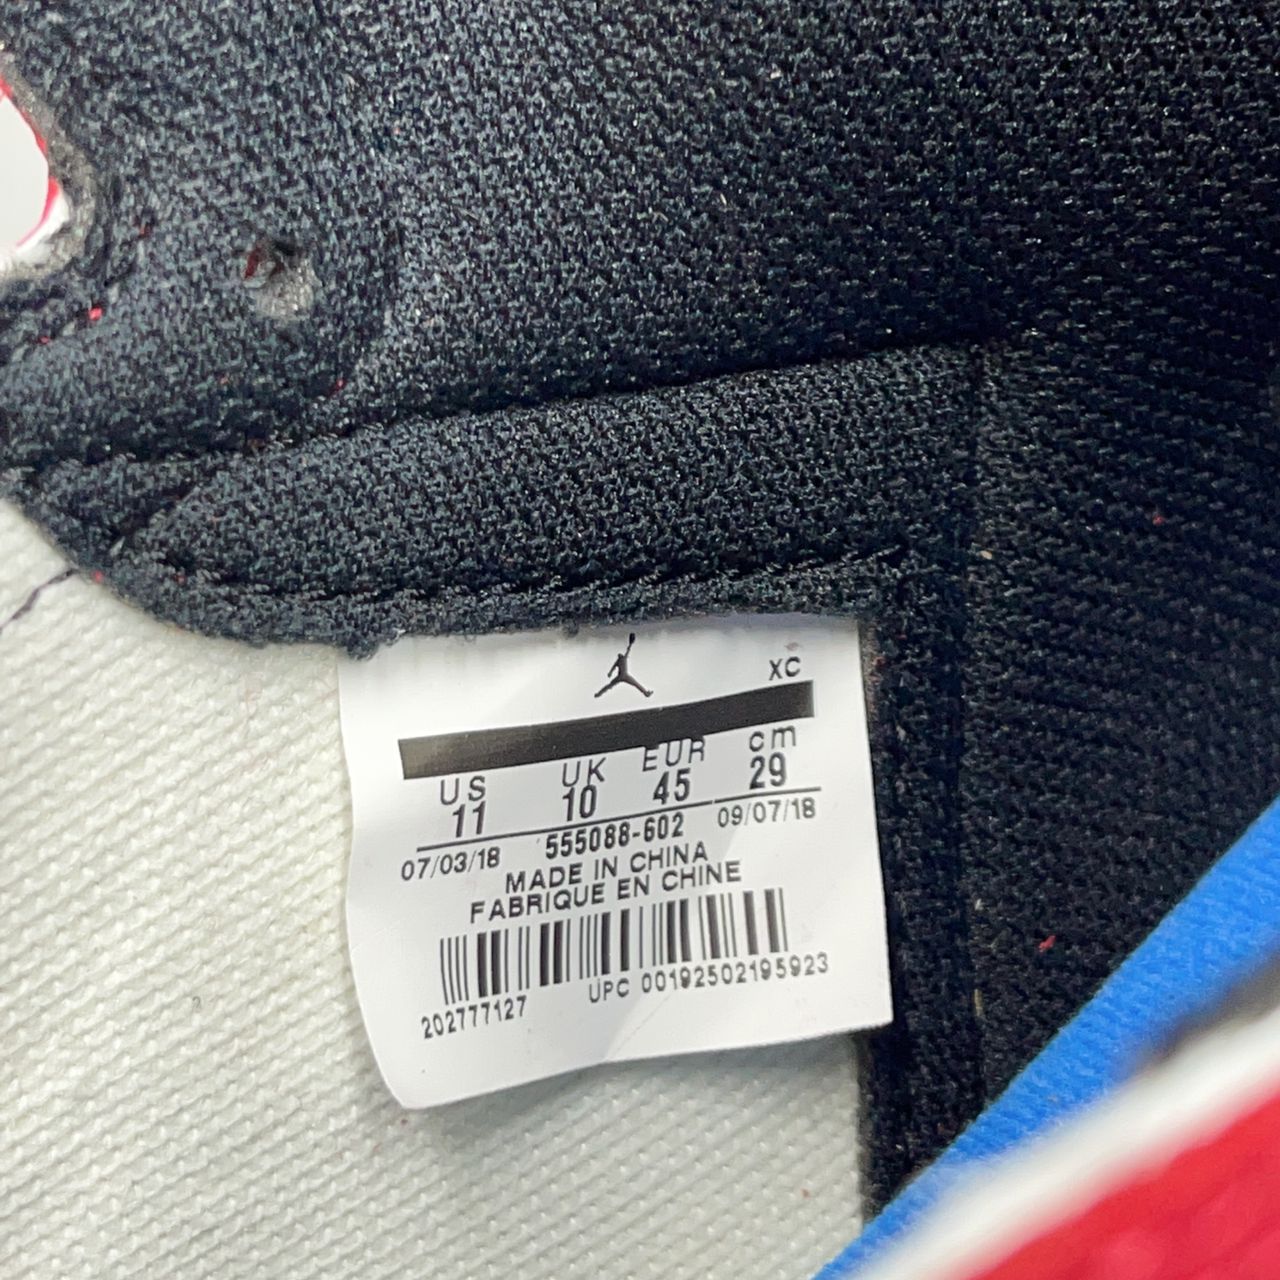 XC
US UK EUR cm
11 10 45 29
07/03/18 555088-602 09/07/18
MADE IN CHINA
FABRIQUE EN CHINE
202777127 UPC 00192502195923